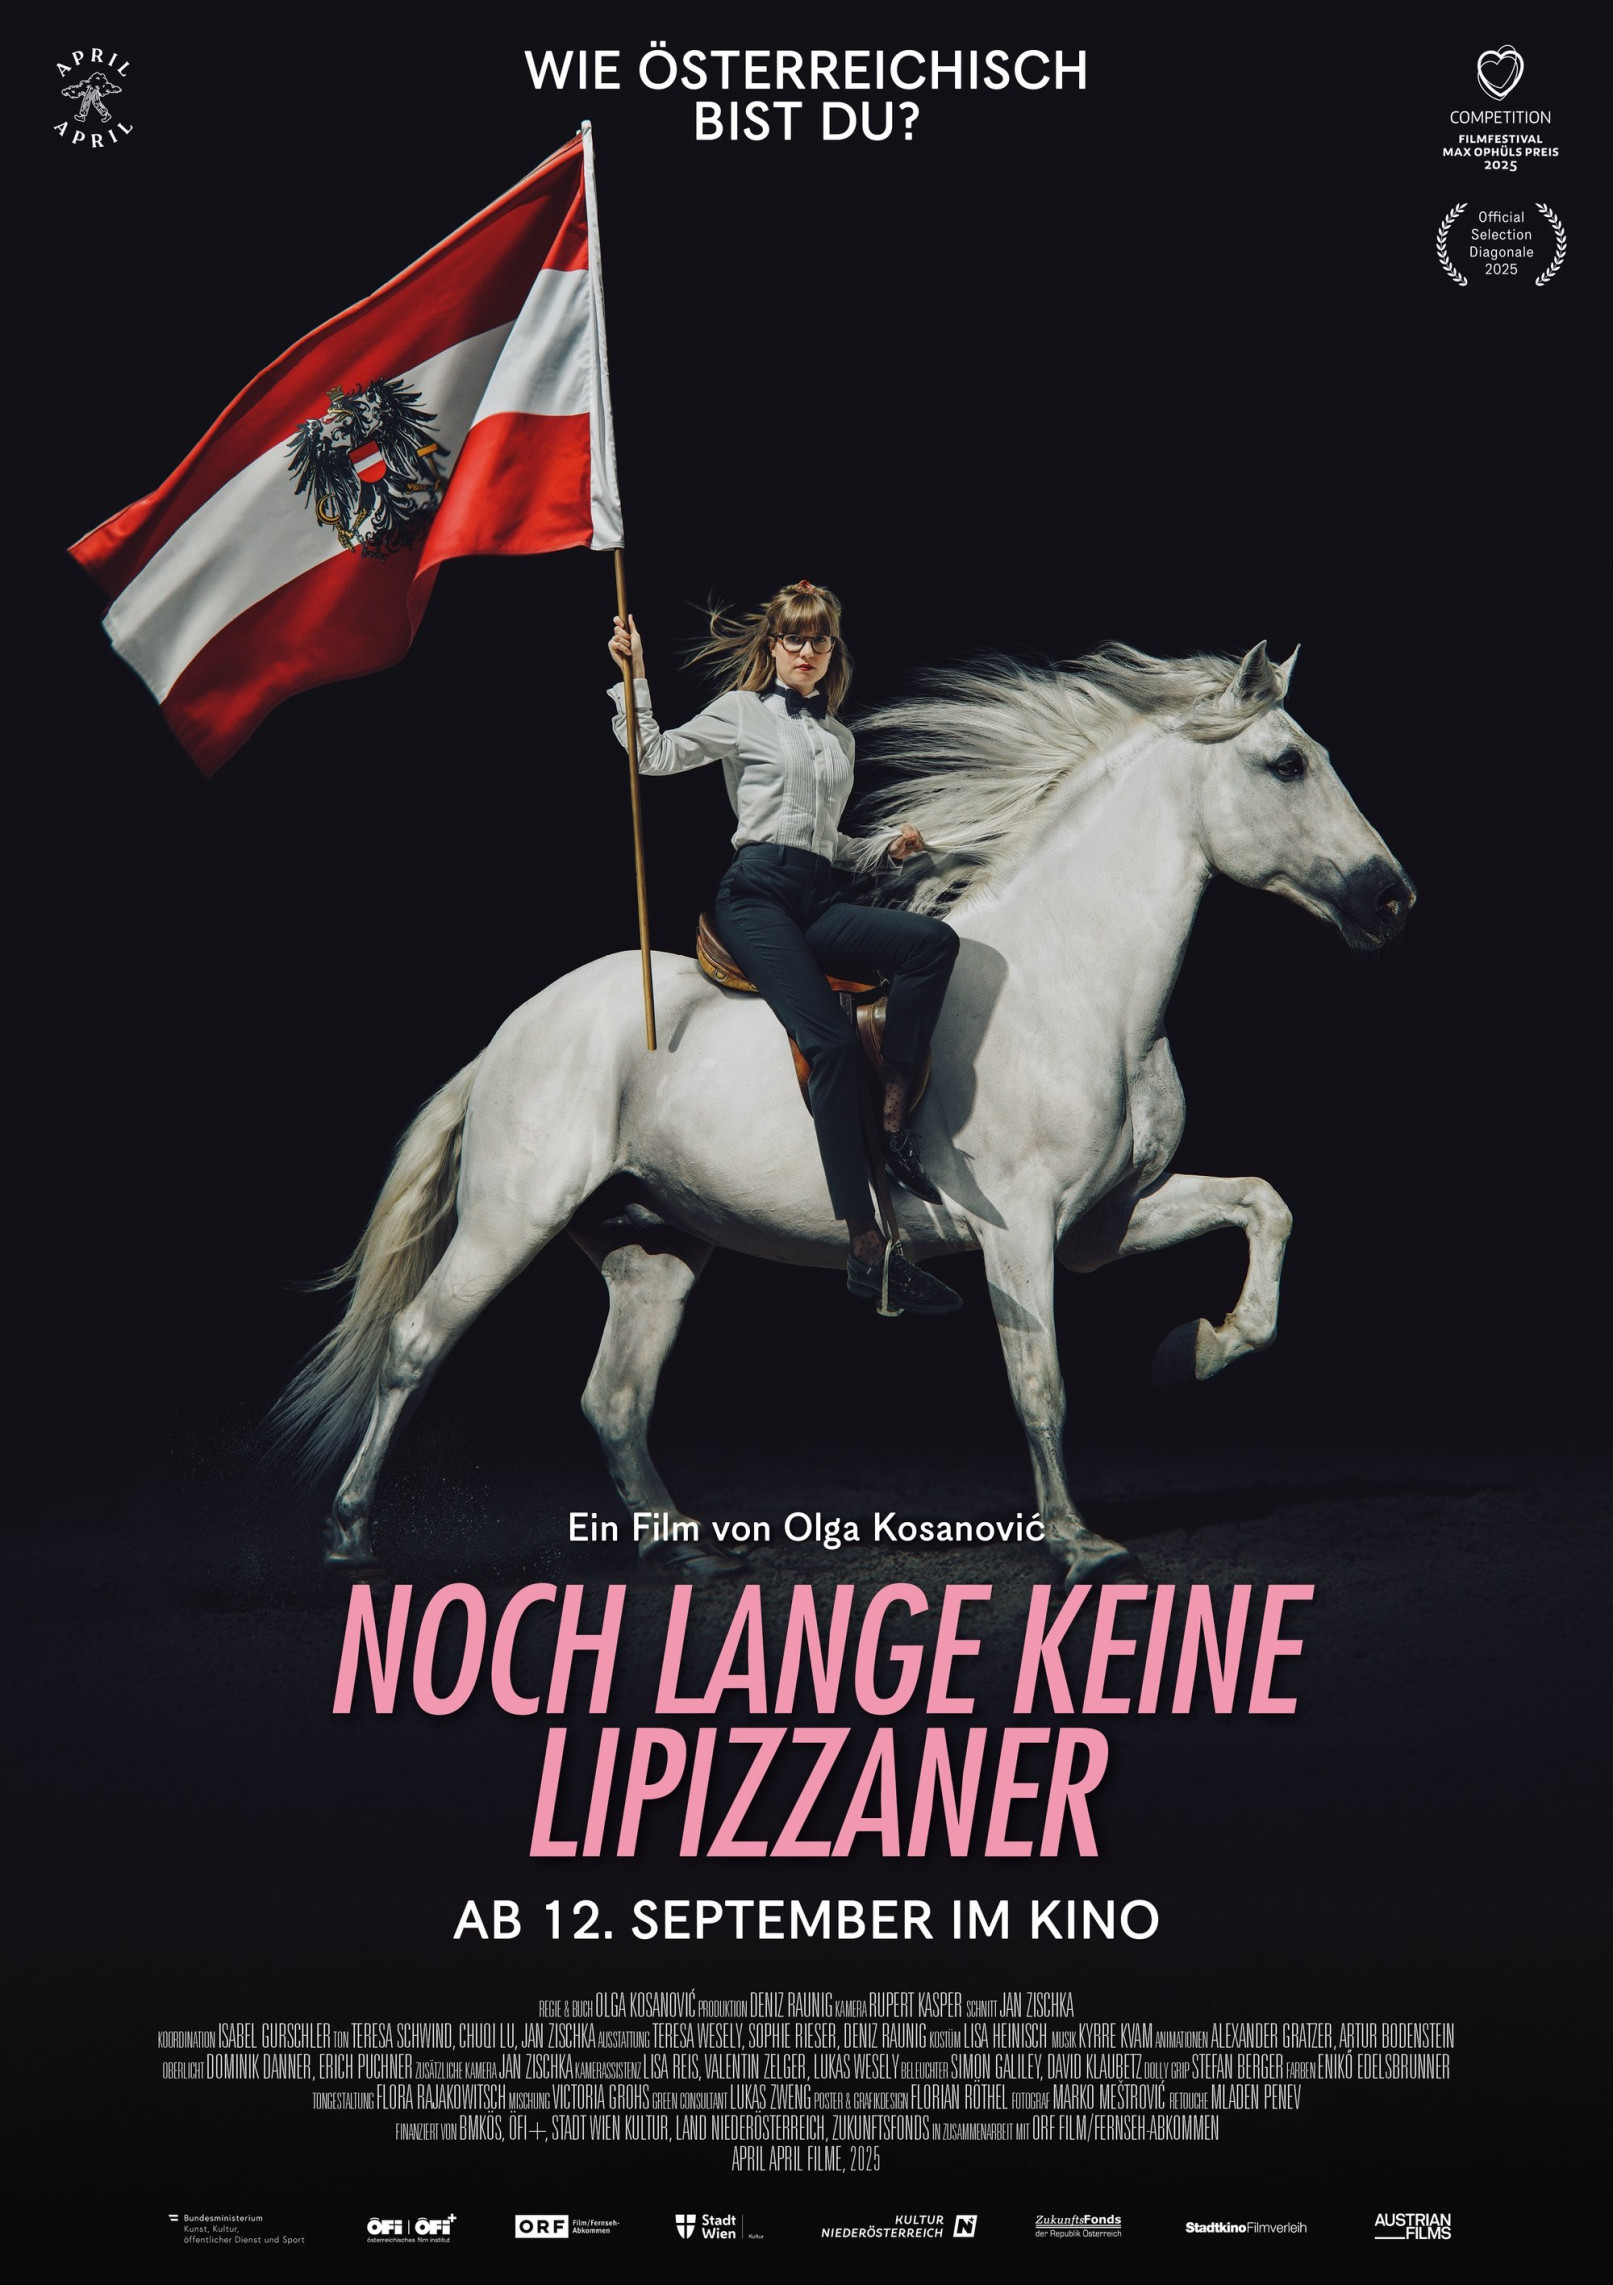 APRIL
APRIL
WIE ÖSTERREICHISCH
BIST DU?
COMPETITION
FILMFESTIVAL
MAX OPHÜLS PREIS
2025
Official
Selection
Diagonale
2025
Ein Film von Olga Kosanović
NOCH LANGE KEINE
LIPIZZANER
AB 12. SEPTEMBER IM KINO
REGIE & BUCH OLGA KOSANOVIĆ PRODUKTION DENIZ RAUNIG KAMERA RUPERT KASPER SCHNITT JAN ZISCHKA
KOORDINATION ISABEL GURSCHLER TON TERESA SCHWIND, CHUQI LU, JAN ZISCHKA AUSSTATTUNG TERESA WESELY, SOPHIE RIESER, DENIZ RAUNIG KOSTÜM LISA HEINISCH MUSIK KYRRE KVAM ANIMATIONEN ALEXANDER GRATZER, ARTUR BODENSTEIN
OBERLICHT DOMINIK DANNER, ERICH PUCHNER ZUSÄTZLICHE KAMERA JAN ZISCHKA KAMERASSISTENZ LISA REIS, VALENTIN ZELGER, LUKAS WESELY BELEUCHTER SIMON GALILEY, DAVID KLAUBETZ DOLLY GRIP STEFAN BERGER FARBEN ENIKŐ EDELSBRUNNER
TONGESTALTUNG FLORA RAJAKOWITSCH MISCHUNG VICTORIA GROHS GREEN CONSULTANT LUKAS ZWENG POSTER & GRAFIKDESIGN FLORIAN RÖTHEL FOTOGRAF MARKO MEŠTROVIĆ RETOUCHE MLADEN PENEV
FINANZIERT VON BMKÖS, ÖFI+, STADT WIEN KULTUR, LAND NIEDERÖSTERREICH, ZUKUNFTSFONDS IN ZUSAMMENARBEIT MIT ORF FILM/FERNSEH-ABKOMMEN
APRIL APRIL FILME, 2025
Bundesministerium
Kunst, Kultur,
öffentlicher Dienst und Sport
ÖFI | ÖFI+
österreichisches film institut
ORF Film/Fernseh-
Abkommen
Stadt
Wien | Kultur
KULTUR
NIEDERÖSTERREICH N
ZukunftsFonds
der Republik Österreich
StadtkinoFilmverleih
AUSTRIAN
FILMS